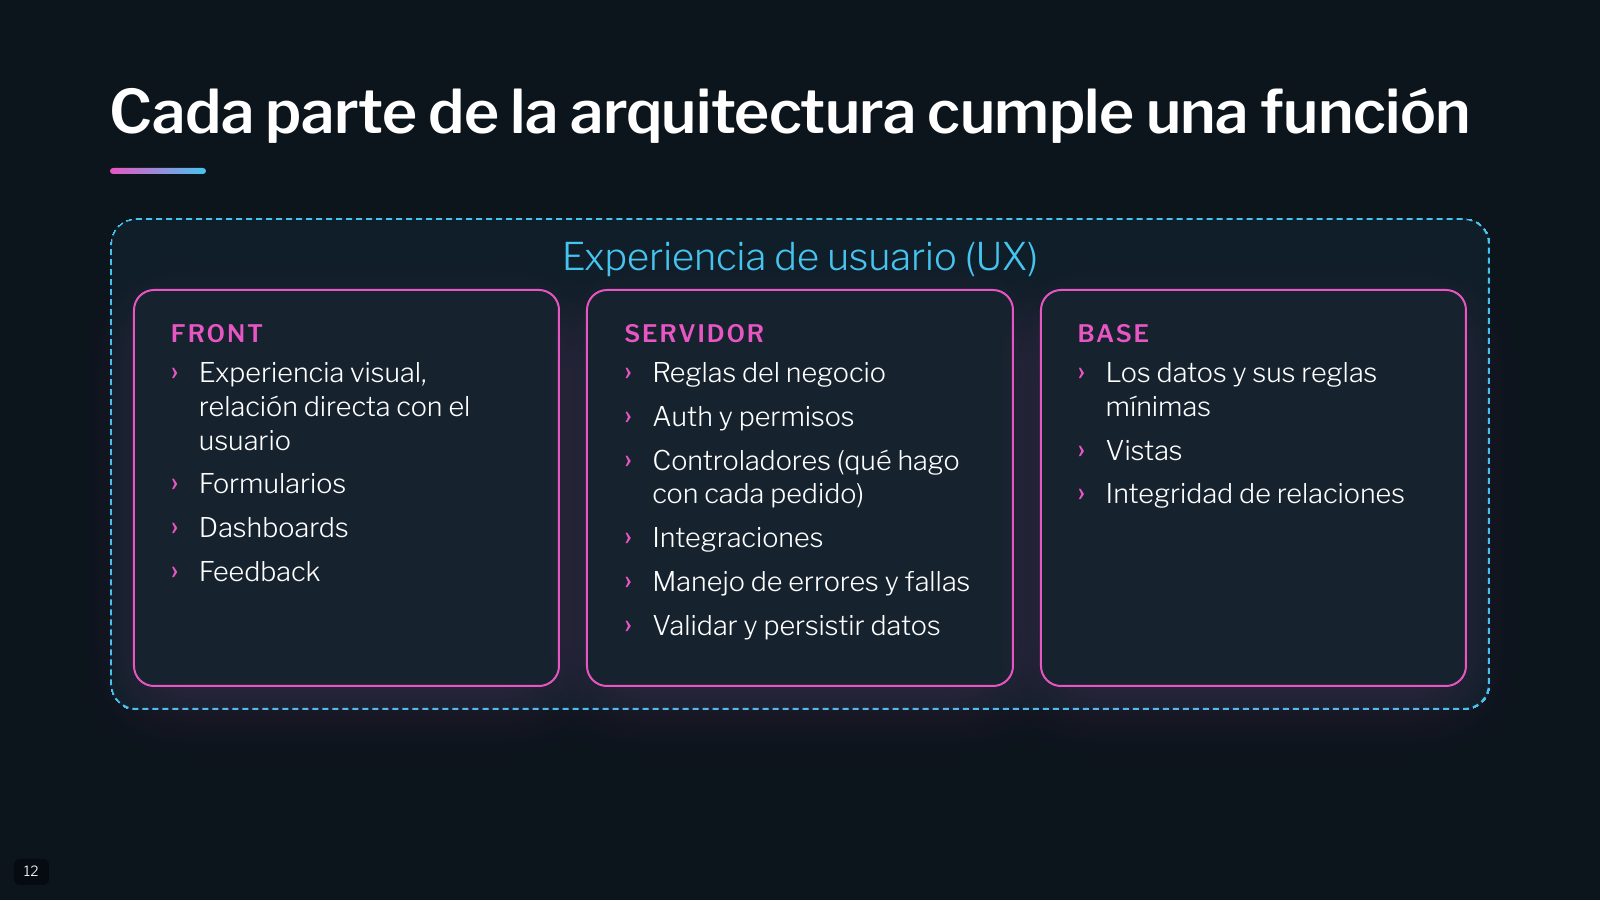 Cada parte de la arquitectura cumple una función
Experiencia de usuario (UX)
FRONT
› Experiencia visual,
relación directa con el
usuario
› Formularios
› Dashboards
› Feedback
SERVIDOR
› Reglas del negocio
› Auth y permisos
› Controladores (qué hago
con cada pedido)
› Integraciones
› Manejo de errores y fallas
› Validar y persistir datos
BASE
› Los datos y sus reglas
mínimas
› Vistas
› Integridad de relaciones
12